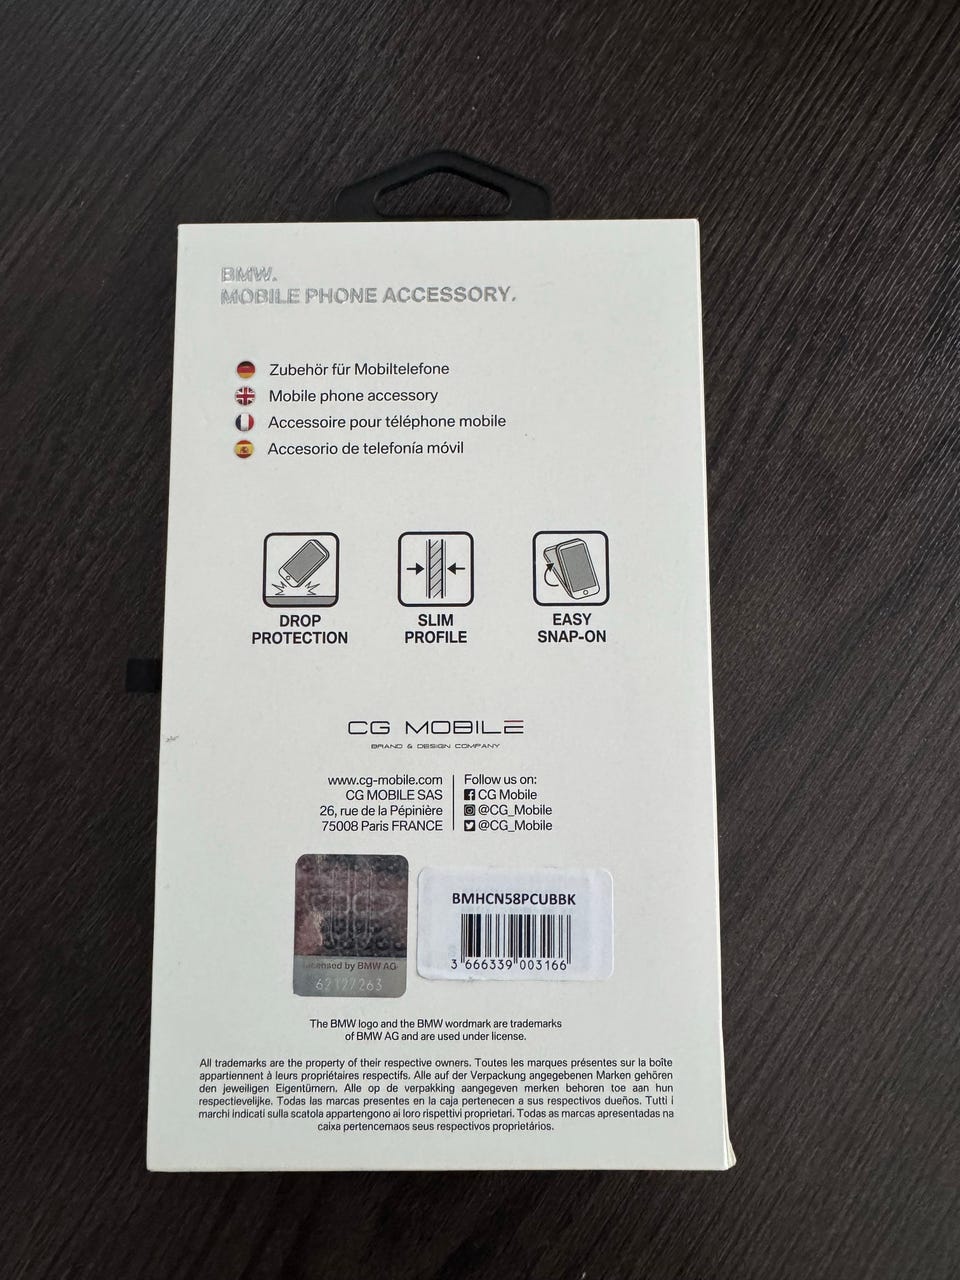 BMW.
MOBILE PHONE ACCESSORY.
Zubehör für Mobiltelefone
Mobile phone accessory
Accessoire pour téléphone mobile
Accesorio de telefonía móvil
DROP
PROTECTION
SLIM
PROFILE
EASY
SNAP-ON
CG MOBILE
BRAND & DESIGN COMPANY
www.cg-mobile.com
CG MOBILE SAS
26, rue de la Pépinière
75008 Paris FRANCE
Follow us on:
CG Mobile
@CG_Mobile
@CG_Mobile
Licensed by BMW AG
62127263
BMHCN58PCUBBK
3 666339 003166
The BMW logo and the BMW wordmark are trademarks
of BMW AG and are used under license.
All trademarks are the property of their respective owners. Toutes les marques présentes sur la boîte
appartiennent à leurs propriétaires respectifs. Alle auf der Verpackung angegebenen Marken gehören
den jeweiligen Eigentümern. Alle op de verpakking aangegeven merken behoren toe aan hun
respectievelijke. Todas las marcas presentes en la caja pertenecen a sus respectivos dueños. Tutti i
marchi indicati sulla scatola appartengono ai loro rispettivi proprietari. Todas as marcas apresentadas na
caixa pertencemaos seus respectivos proprietários.